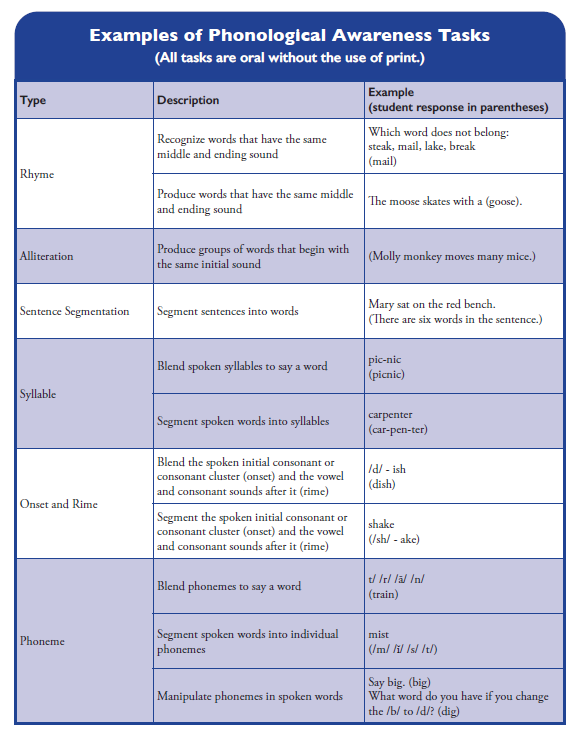 Examples of Phonological Awareness Tasks
(All tasks are oral without the use of print.)
Type
Description
Example
(student response in parentheses)
Rhyme
Recognize words that have the same
middle and ending sound
Which word does not belong:
steak, mail, lake, break
(mail)
Produce words that have the same middle
and ending sound
The moose skates with a (goose).
Alliteration
Produce groups of words that begin with
the same initial sound
(Molly monkey moves many mice.)
Sentence Segmentation
Segment sentences into words
Mary sat on the red bench.
(There are six words in the sentence.)
Syllable
Blend spoken syllables to say a word
pic-nic
(picnic)
Segment spoken words into syllables
carpenter
(car-pen-ter)
Onset and Rime
Blend the spoken initial consonant or
consonant cluster (onset) and the vowel
and consonant sounds after it (rime)
/d/ - ish
(dish)
Segment the spoken initial consonant or
consonant cluster (onset) and the vowel
and consonant sounds after it (rime)
shake
(/sh/ - ake)
Phoneme
Blend phonemes to say a word
t/ /r/ /ā/ /n/
(train)
Segment spoken words into individual
phonemes
mist
(/m/ /ĭ/ /s/ /t/)
Manipulate phonemes in spoken words
Say big. (big)
What word do you have if you change
the /b/ to /d/? (dig)